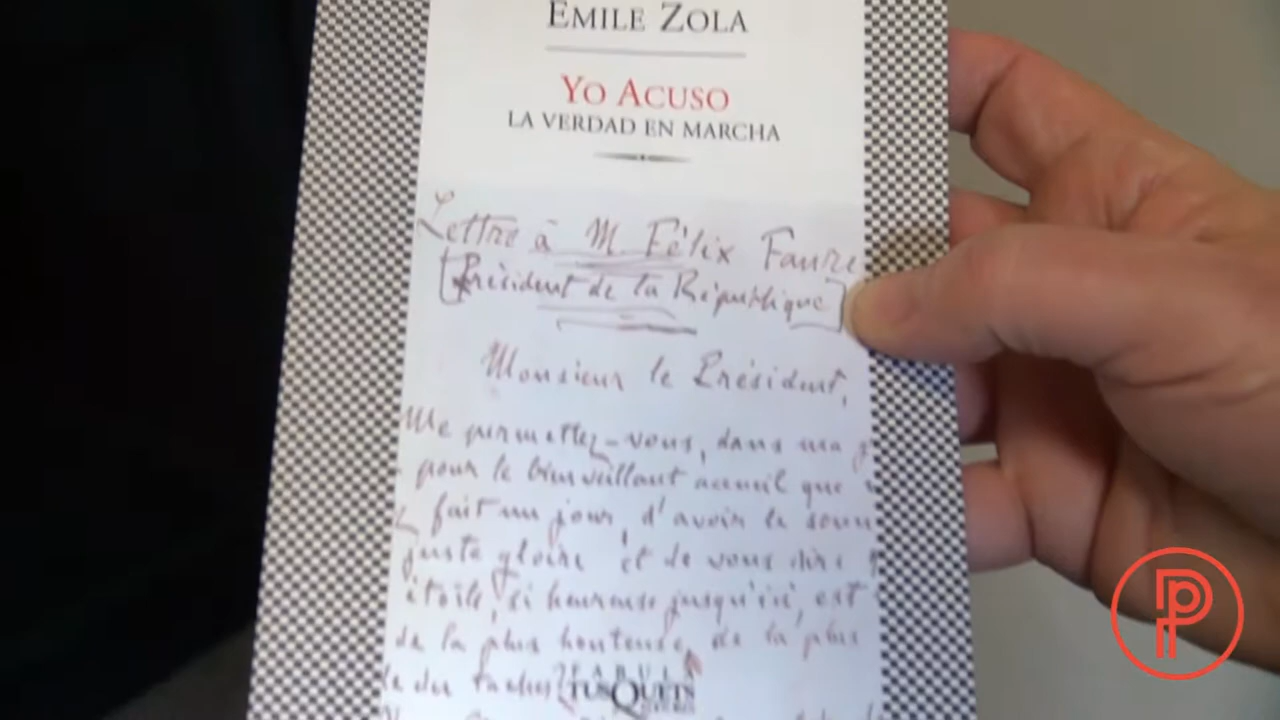 EMILE ZOLA
YO ACUSO
LA VERDAD EN MARCHA
Lettre à M Félix Faure
[Président de la République]
Monsieur le Président,
Me permettez-vous, dans ma
pour le bienveillant accueil que
fait un jour, d'avoir le
juste gloire et de vous dire
étoile, si heureuse jusqu'ici, est
de la plus honteuse, de la plus
FABULA
TUSQUETS